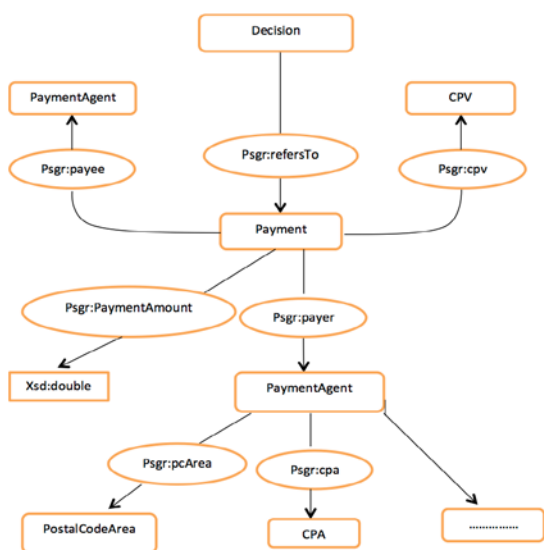 Decision
PaymentAgent
CPV
Psgr:refersTo
Psgr:payee
Psgr:cpv
Payment
Psgr:PaymentAmount
Psgr:payer
Xsd:double
PaymentAgent
Psgr:pcArea
Psgr:cpa
PostalCodeArea
CPA
……………